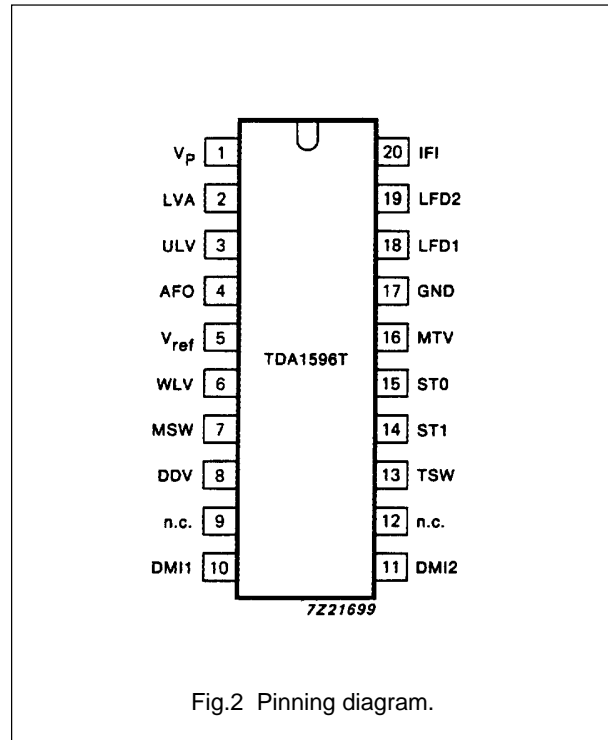 V_P 1 20 IFI
LVA 2 19 LFD2
ULV 3 18 LFD1
AFO 4 17 GND
V_ref 5 16 MTV
TDA1596T
WLV 6 15 ST0
MSW 7 14 ST1
DDV 8 13 TSW
n.c. 9 12 n.c.
DMI1 10 11 DMI2
7Z21699
Fig.2 Pinning diagram.